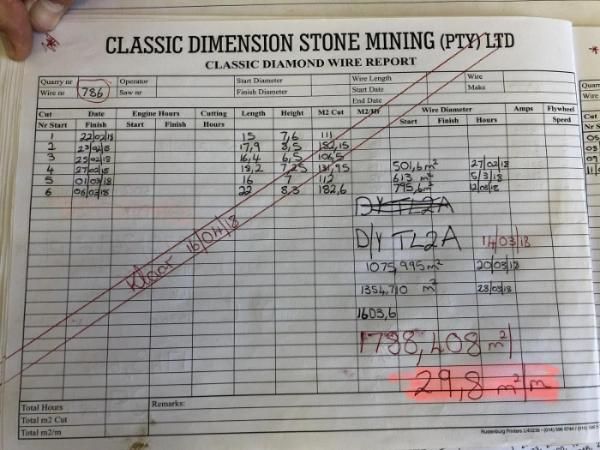 CLASSIC DIMENSION STONE MINING (PTY) LTD
CLASSIC DIAMOND WIRE REPORT
Quarry nr Operator Start Diameter Wire Length Wire
Wire nr 786 Saw nr Finish Diameter Start Date Make
End Date
Cut Date Engine Hours Cutting Length Height M2 Cut M2/Hr Wire Diameter Amps Flywheel
Nr Start Finish Start Finish Hours Start Finish Hours Speed
1 22/02/18 15 7,6 111
2 23/02/18 17,9 8,5 152,15
3 25/02/18 16,4 6,5 106,5 501,6 m² 27/02/18
4 27/02/18 18,2 7,25 131,95 613 m² 5/3/18
5 01/03/18 16 7 112 795,6 m²
6 22 8,3 182,6
D/Y TL2A
D/Y TL2A 14/03/18
Klaar 16/04/18
1075,995 m² 20/03/18
1354,710 m² 28/03/18
1603,6
1788,408 m²
29,8 m²/m
Total Hours Remarks:
Total m2 Cut
Total m2/m